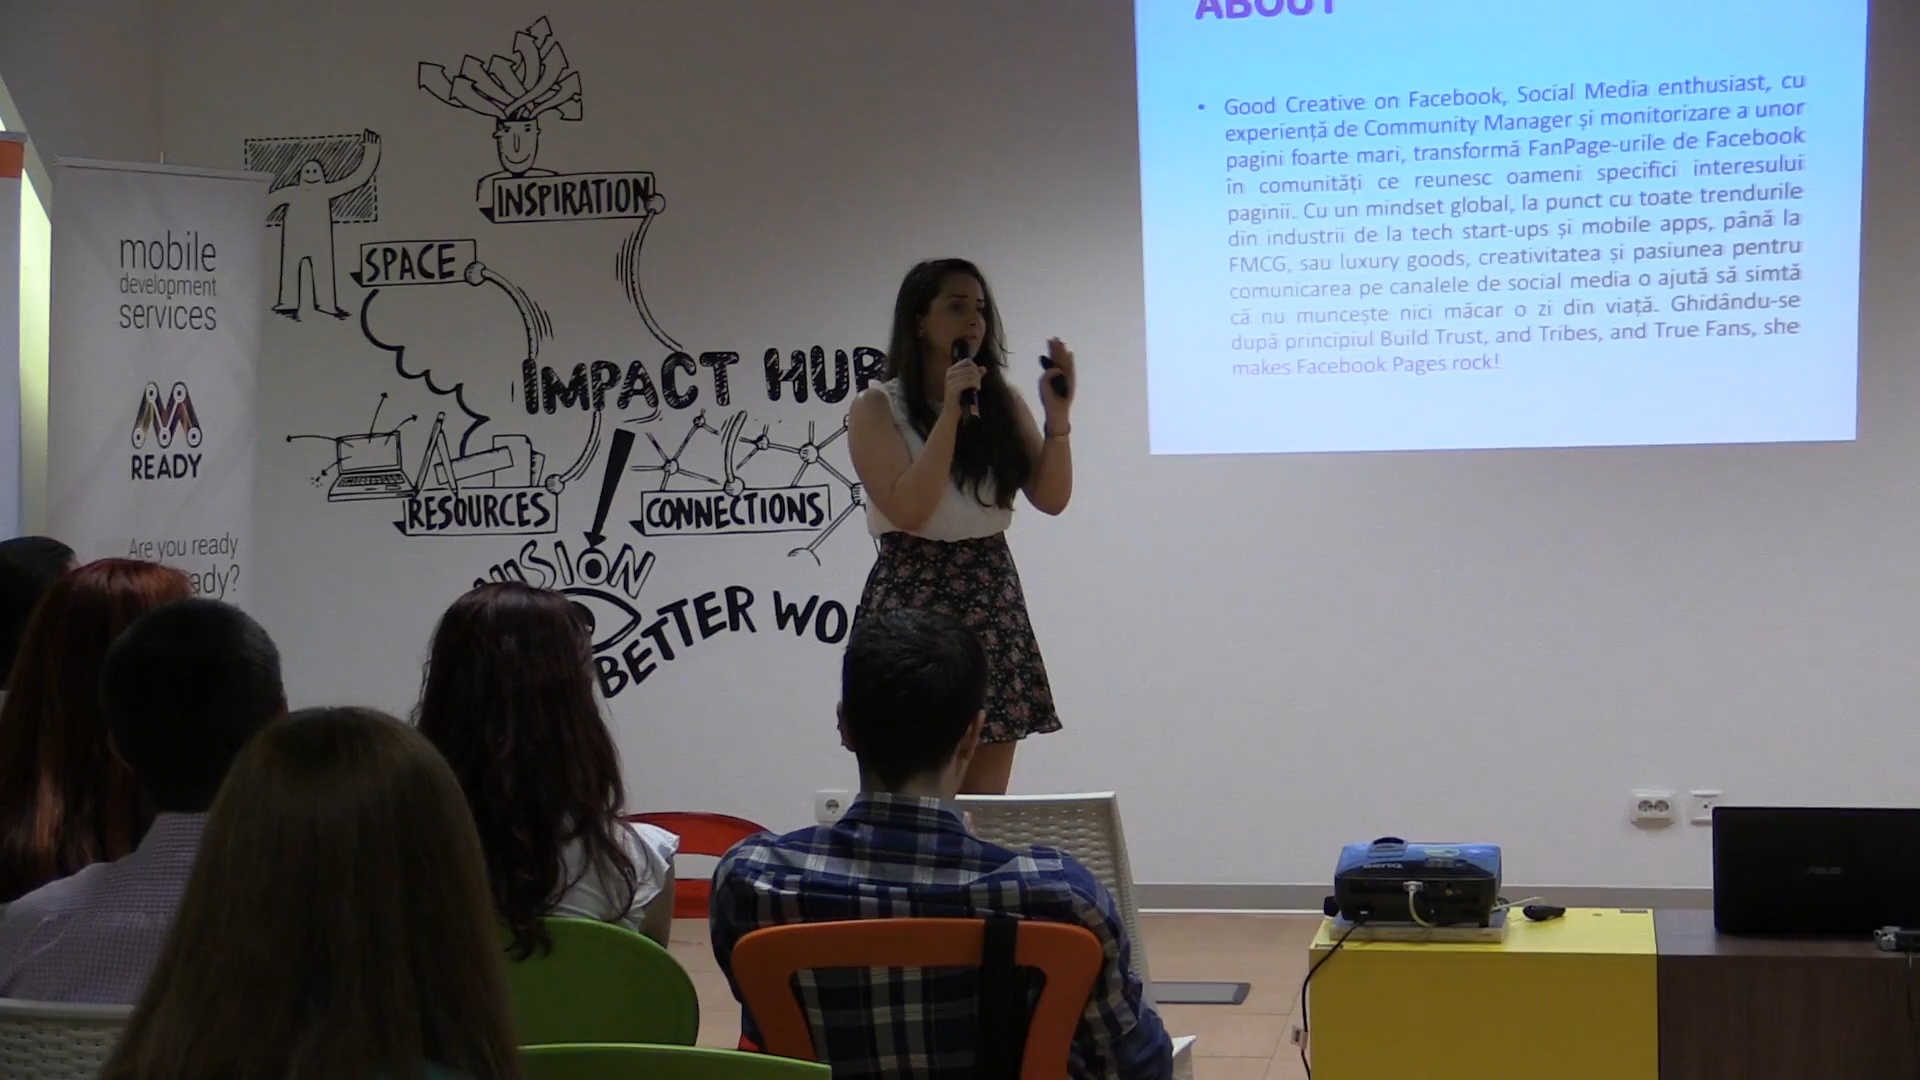 ABOUT
• Good Creative on Facebook, Social Media enthusiast, cu
experiență de Community Manager și monitorizare a unor
pagini foarte mari, transformă FanPage-urile de Facebook
în comunități ce reunesc oameni specifici interesului
paginii. Cu un mindset global, la punct cu toate trendurile
din industrii de la tech start-ups și mobile apps, până la
FMCG, sau luxury goods, creativitatea și pasiunea pentru
comunicarea pe canalele de social media o ajută să simtă
că nu muncește nici măcar o zi din viață. Ghidându-se
după principiul Build Trust, and Tribes, and True Fans, she
makes Facebook Pages rock!
INSPIRATION
SPACE
IMPACT HUB
RESOURCES
CONNECTIONS
VISION
BETTER WO
mobile
development
services
READY
Are you ready
ady?
BenQ
ASUS